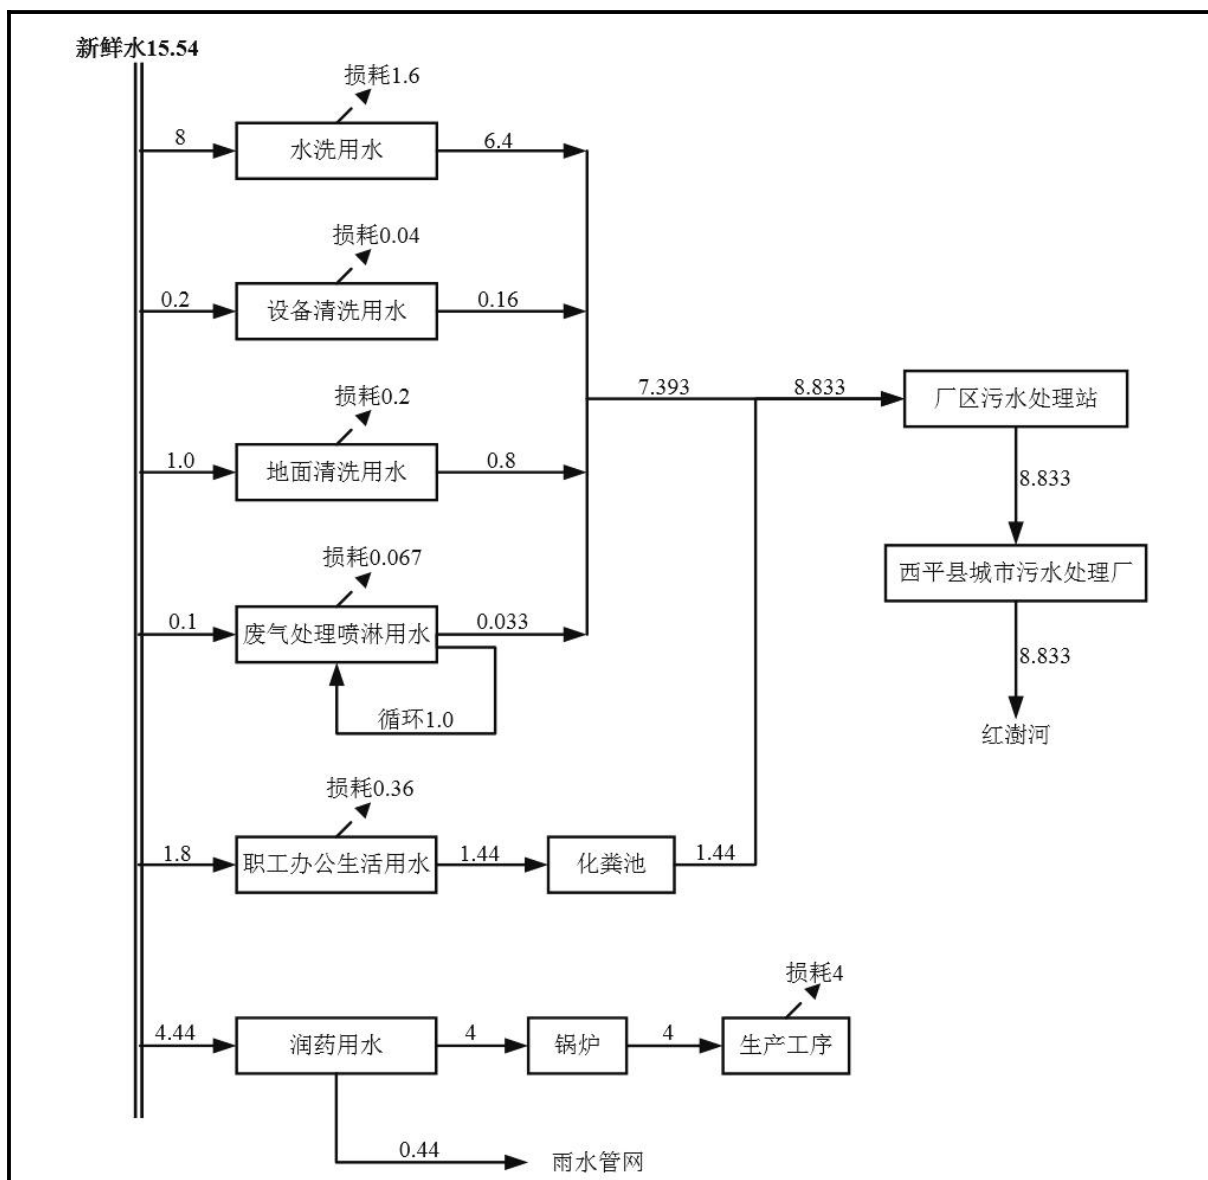 新鲜水15.54
损耗1.6
8
水洗用水
6.4
损耗0.04
0.2
设备清洗用水
0.16
损耗0.2
1.0
地面清洗用水
0.8
7.393
8.833
厂区污水处理站
8.833
西平县城市污水处理厂
8.833
红澍河
损耗0.067
0.1
废气处理喷淋用水
0.033
循环1.0
损耗0.36
1.8
职工办公生活用水
1.44
化粪池
1.44
损耗4
4.44
润药用水
4
锅炉
4
生产工序
0.44
雨水管网